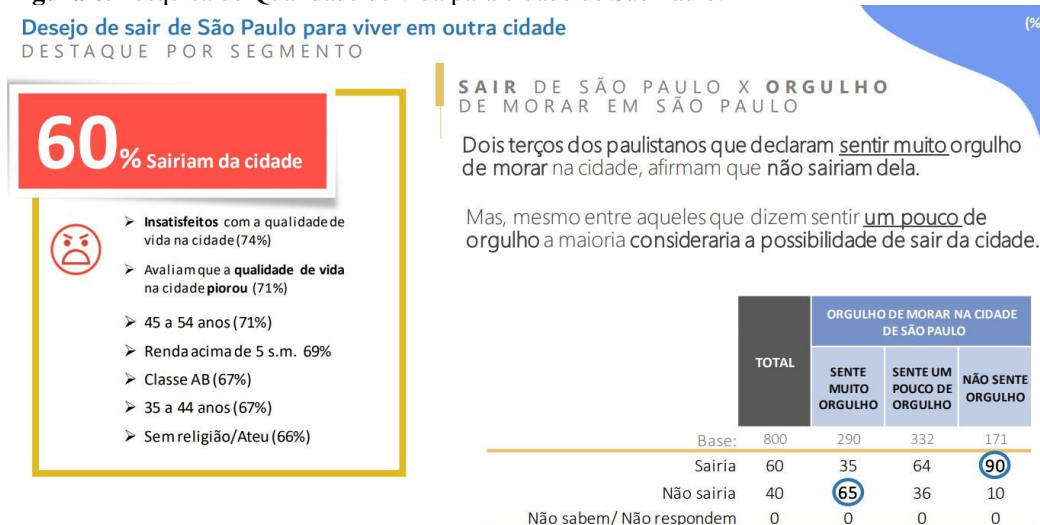 Desejo de sair de São Paulo para viver em outra cidade
DESTAQUE POR SEGMENTO
(%
60% Sairiam da cidade
➢ Insatisfeitos com a qualidade de
vida na cidade (74%)
➢ Avaliam que a qualidade de vida
na cidade piorou (71%)
➢ 45 a 54 anos (71%)
➢ Renda acima de 5 s.m. 69%
➢ Classe AB (67%)
➢ 35 a 44 anos (67%)
➢ Sem religião/Ateu (66%)
SAIR DE SÃO PAULO X ORGULHO
DE MORAR EM SÃO PAULO
Dois terços dos paulistanos que declaram sentir muito orgulho
de morar na cidade, afirmam que não sairiam dela.
Mas, mesmo entre aqueles que dizem sentir um pouco de
orgulho a maioria consideraria a possibilidade de sair da cidade.
ORGULHO DE MORAR NA CIDADE
DE SÃO PAULO
TOTAL
SENTE
MUITO
ORGULHO
SENTE UM
POUCO DE
ORGULHO
NÃO SENTE
ORGULHO
Base: 800 290 332 171
Sairia 60 35 64 90
Não sairia 40 65 36 10
Não sabem/ Não respondem 0 0 0 0